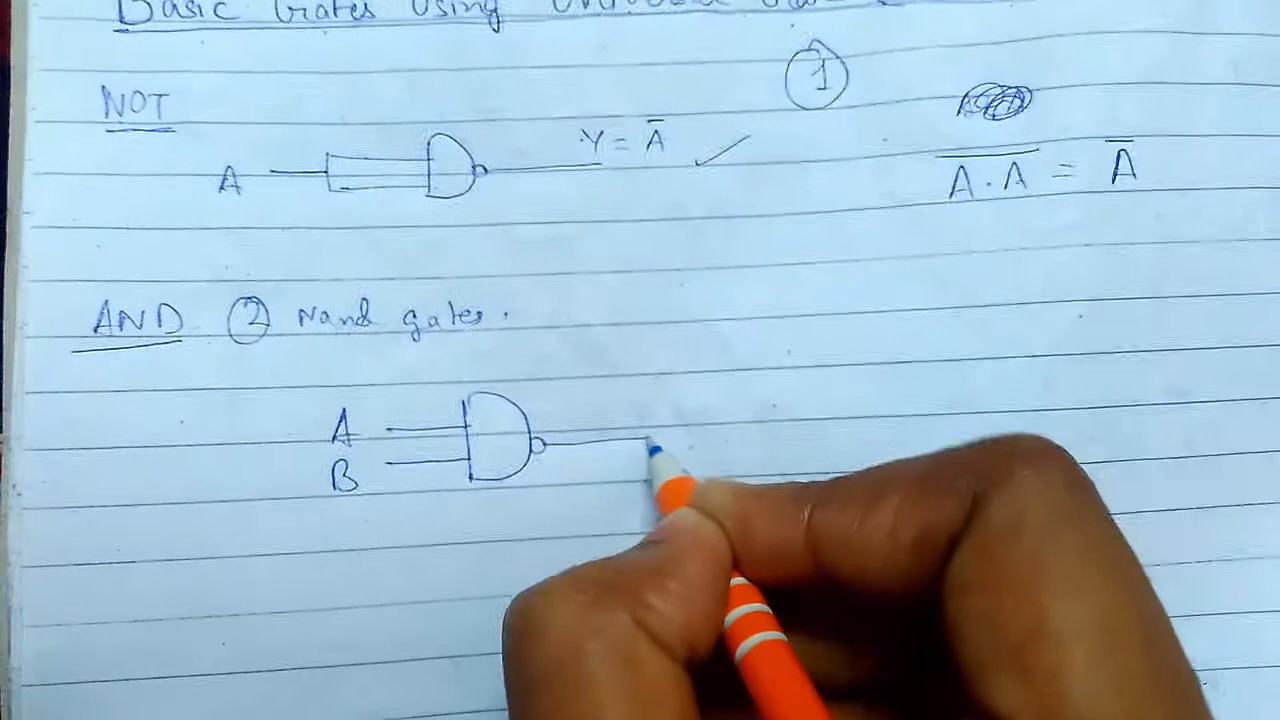 Basic Gates Using
1
NOT
A Y = A̅ ✓
A̅.̅A̅ = A̅
AND ② Nand gates.
A
B